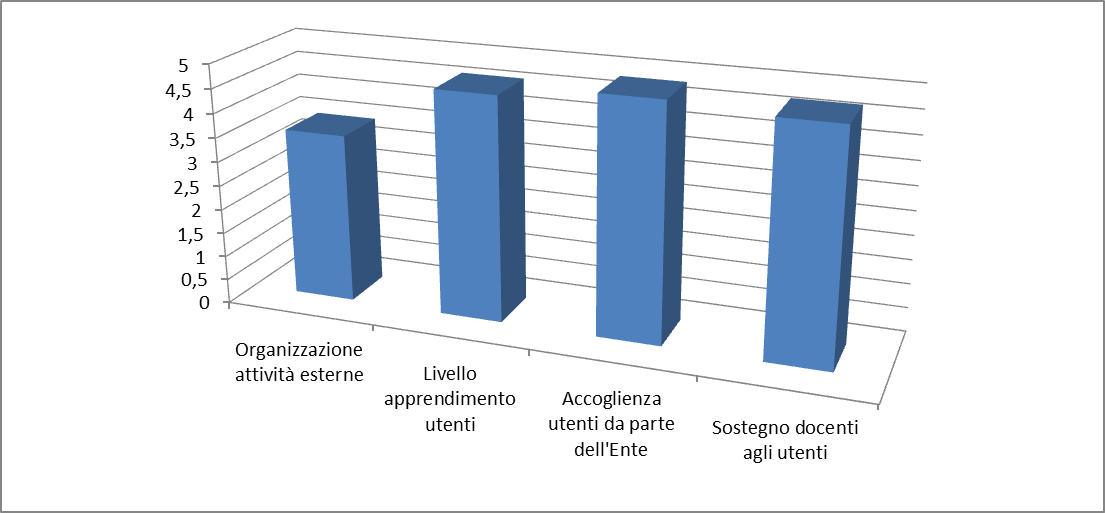 5
4,5
4
3,5
3
2,5
2
1,5
1
0,5
0
Organizzazione
attività esterne
Livello
apprendimento
utenti
Accoglienza
utenti da parte
dell'Ente
Sostegno docenti
agli utenti